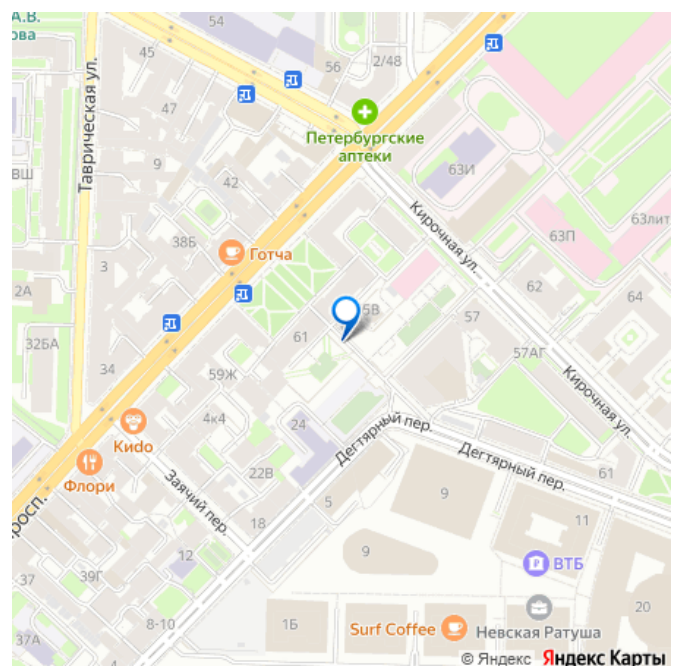 А.В.
ова
54
45
56
2/48
47
Петербургские
аптеки
Таврическая ул.
ВШ
9
42
63И
Кирочная ул.
63лит
63П
38Б
Готча
3
2А
62
64
5В
57
32БА
61
57АГ
34
59Ж
Кирочная ул.
4к4
24
Кидо
Дегтярный пер.
Флори
Заячий пер.
22В
Дегтярный пер.
61
росп.
18
5
9
11
12
9
ВТБ
37
39Г
20
1Б
Surf Coffee
Невская Ратуша
37А
8-10
© Яндекс Яндекс Карты